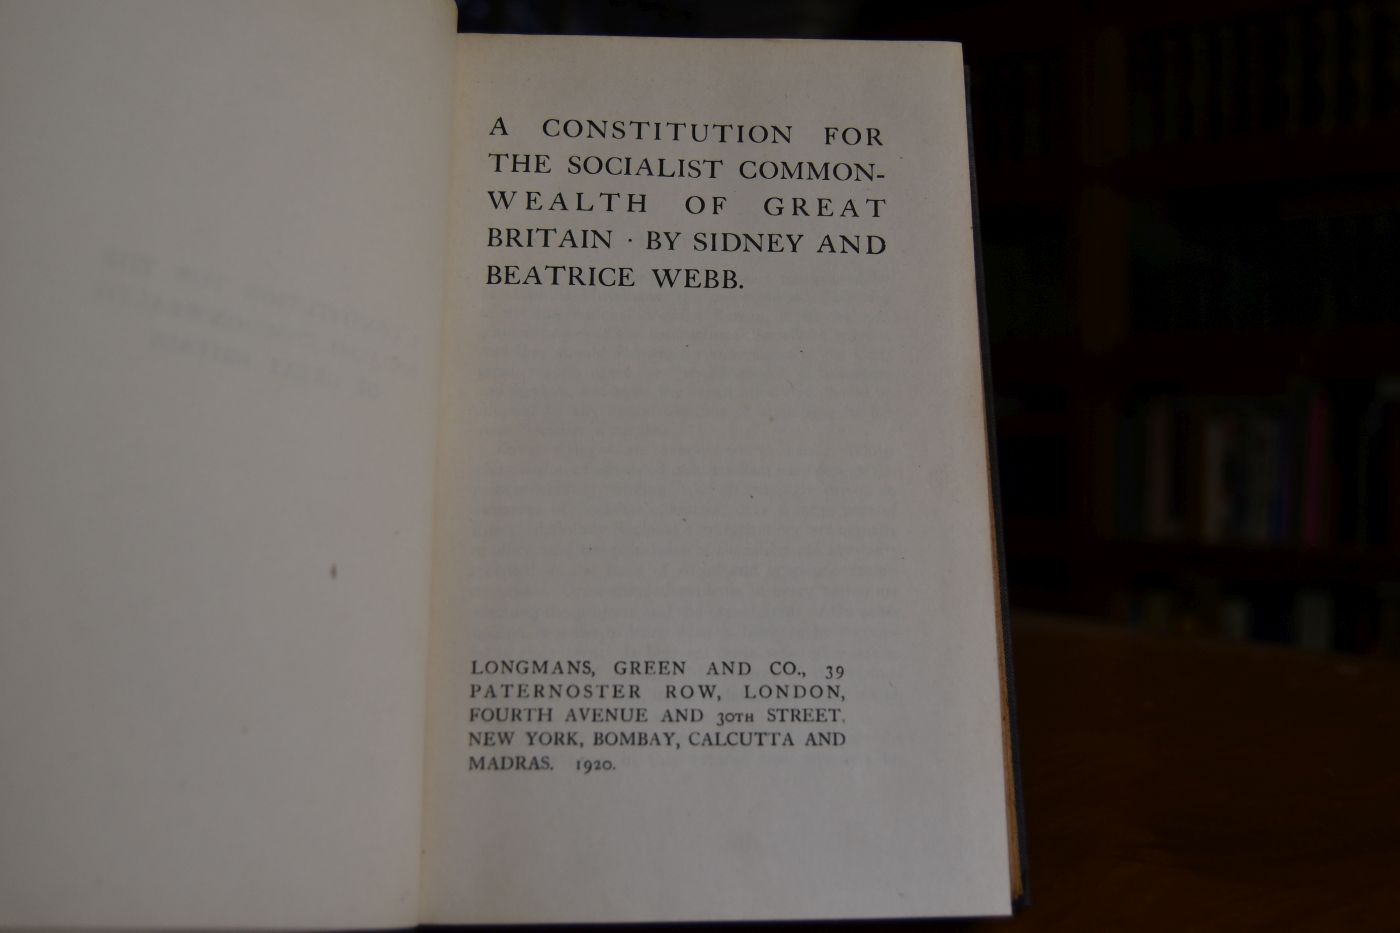 A CONSTITUTION FOR
THE SOCIALIST COMMON-
WEALTH OF GREAT
BRITAIN · BY SIDNEY AND
BEATRICE WEBB.
LONGMANS, GREEN AND CO., 39
PATERNOSTER ROW, LONDON,
FOURTH AVENUE AND 30TH STREET,
NEW YORK, BOMBAY, CALCUTTA AND
MADRAS. 1920.